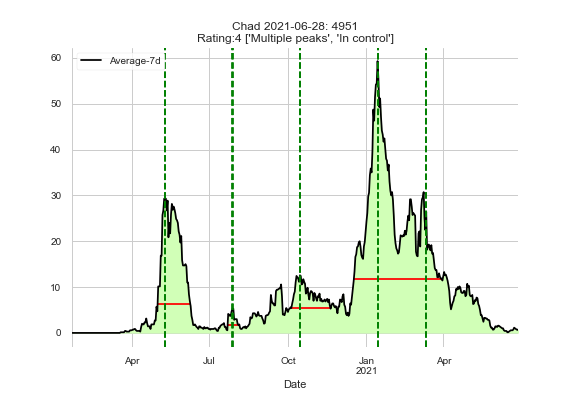 Chad 2021-06-28: 4951
Rating:4 ['Multiple peaks', 'In control']
Average-7d
60
50
40
30
20
10
0
Apr
Jul
Oct
Jan
2021
Apr
Date